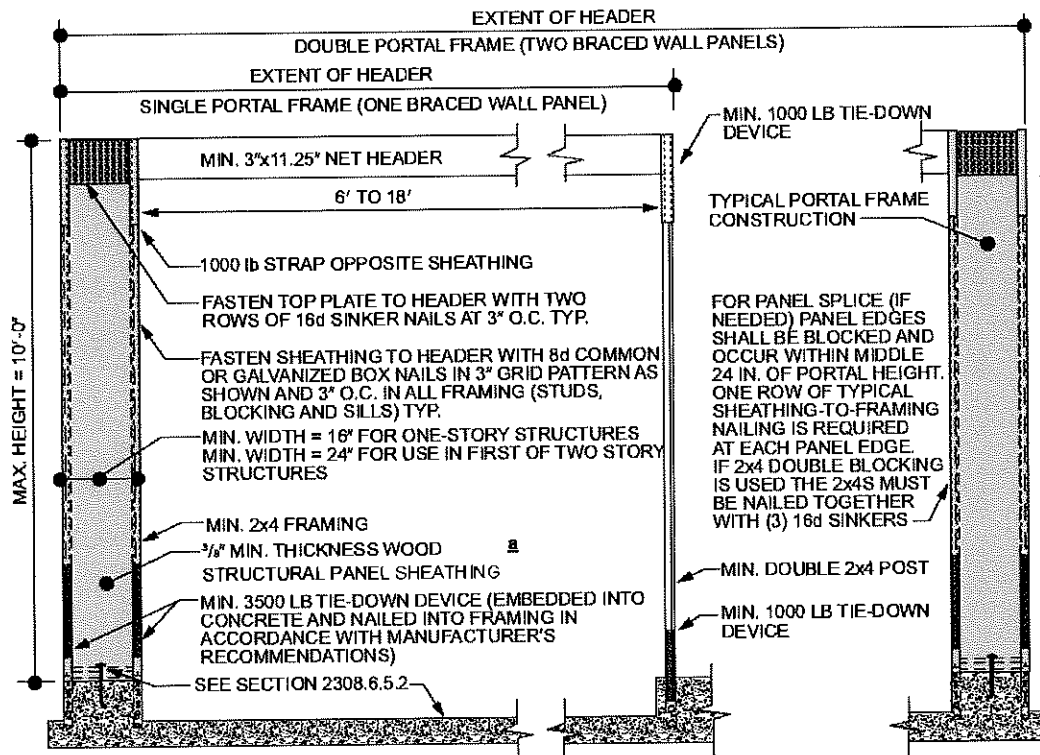 EXTENT OF HEADER
DOUBLE PORTAL FRAME (TWO BRACED WALL PANELS)
EXTENT OF HEADER
SINGLE PORTAL FRAME (ONE BRACED WALL PANEL)
MIN. 3"x11.25" NET HEADER
6' TO 18'
MAX. HEIGHT = 10'-0"
1000 lb STRAP OPPOSITE SHEATHING
FASTEN TOP PLATE TO HEADER WITH TWO
ROWS OF 16d SINKER NAILS AT 3" O.C. TYP.
FASTEN SHEATHING TO HEADER WITH 8d COMMON
OR GALVANIZED BOX NAILS IN 3" GRID PATTERN AS
SHOWN AND 3" O.C. IN ALL FRAMING (STUDS,
BLOCKING AND SILLS) TYP.
MIN. WIDTH = 16" FOR ONE-STORY STRUCTURES
MIN. WIDTH = 24" FOR USE IN FIRST OF TWO STORY
STRUCTURES
MIN. 2x4 FRAMING
3/8" MIN. THICKNESS WOOD a
STRUCTURAL PANEL SHEATHING
MIN. 3500 LB TIE-DOWN DEVICE (EMBEDDED INTO
CONCRETE AND NAILED INTO FRAMING IN
ACCORDANCE WITH MANUFACTURER'S
RECOMMENDATIONS)
SEE SECTION 2308.6.5.2
MIN. 1000 LB TIE-DOWN
DEVICE
TYPICAL PORTAL FRAME
CONSTRUCTION
FOR PANEL SPLICE (IF
NEEDED) PANEL EDGES
SHALL BE BLOCKED AND
OCCUR WITHIN MIDDLE
24 IN. OF PORTAL HEIGHT.
ONE ROW OF TYPICAL
SHEATHING-TO-FRAMING
NAILING IS REQUIRED
AT EACH PANEL EDGE.
IF 2x4 DOUBLE BLOCKING
IS USED THE 2x4S MUST
BE NAILED TOGETHER
WITH (3) 16d SINKERS
MIN. DOUBLE 2x4 POST
MIN. 1000 LB TIE-DOWN
DEVICE